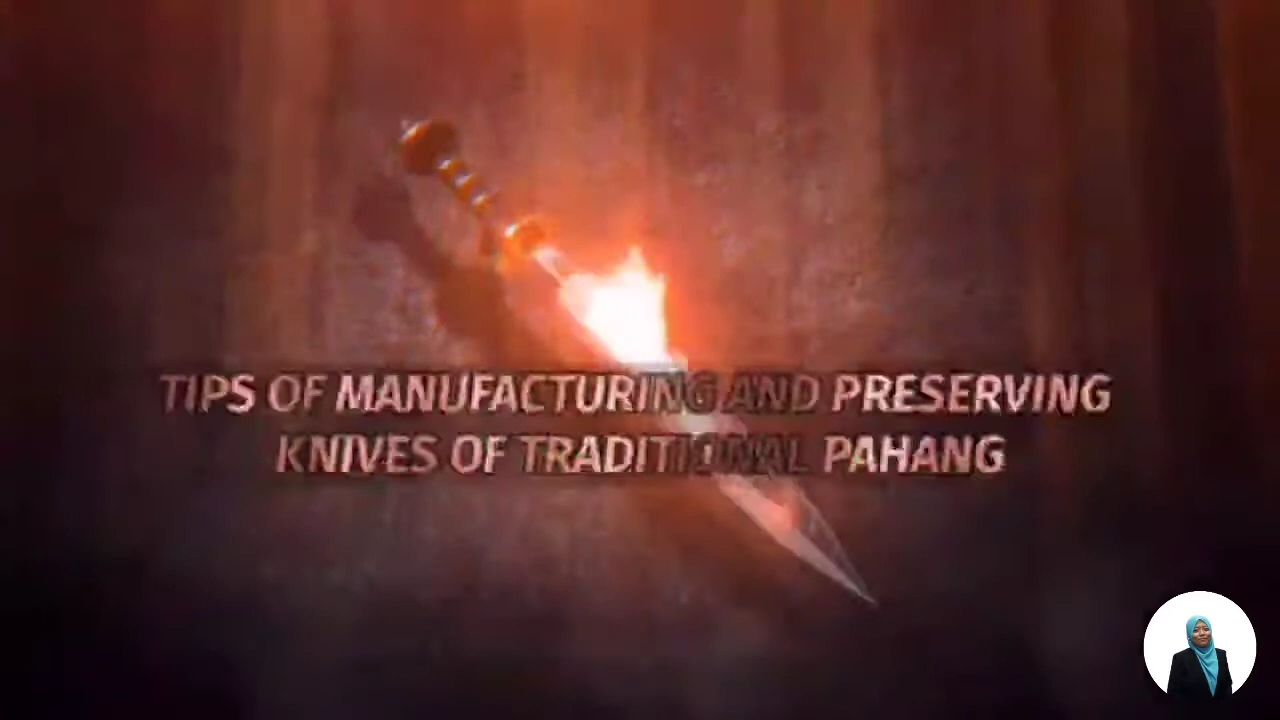 TIPS OF MANUFACTURING AND PRESERVING
KNIVES OF TRADITIONAL PAHANG